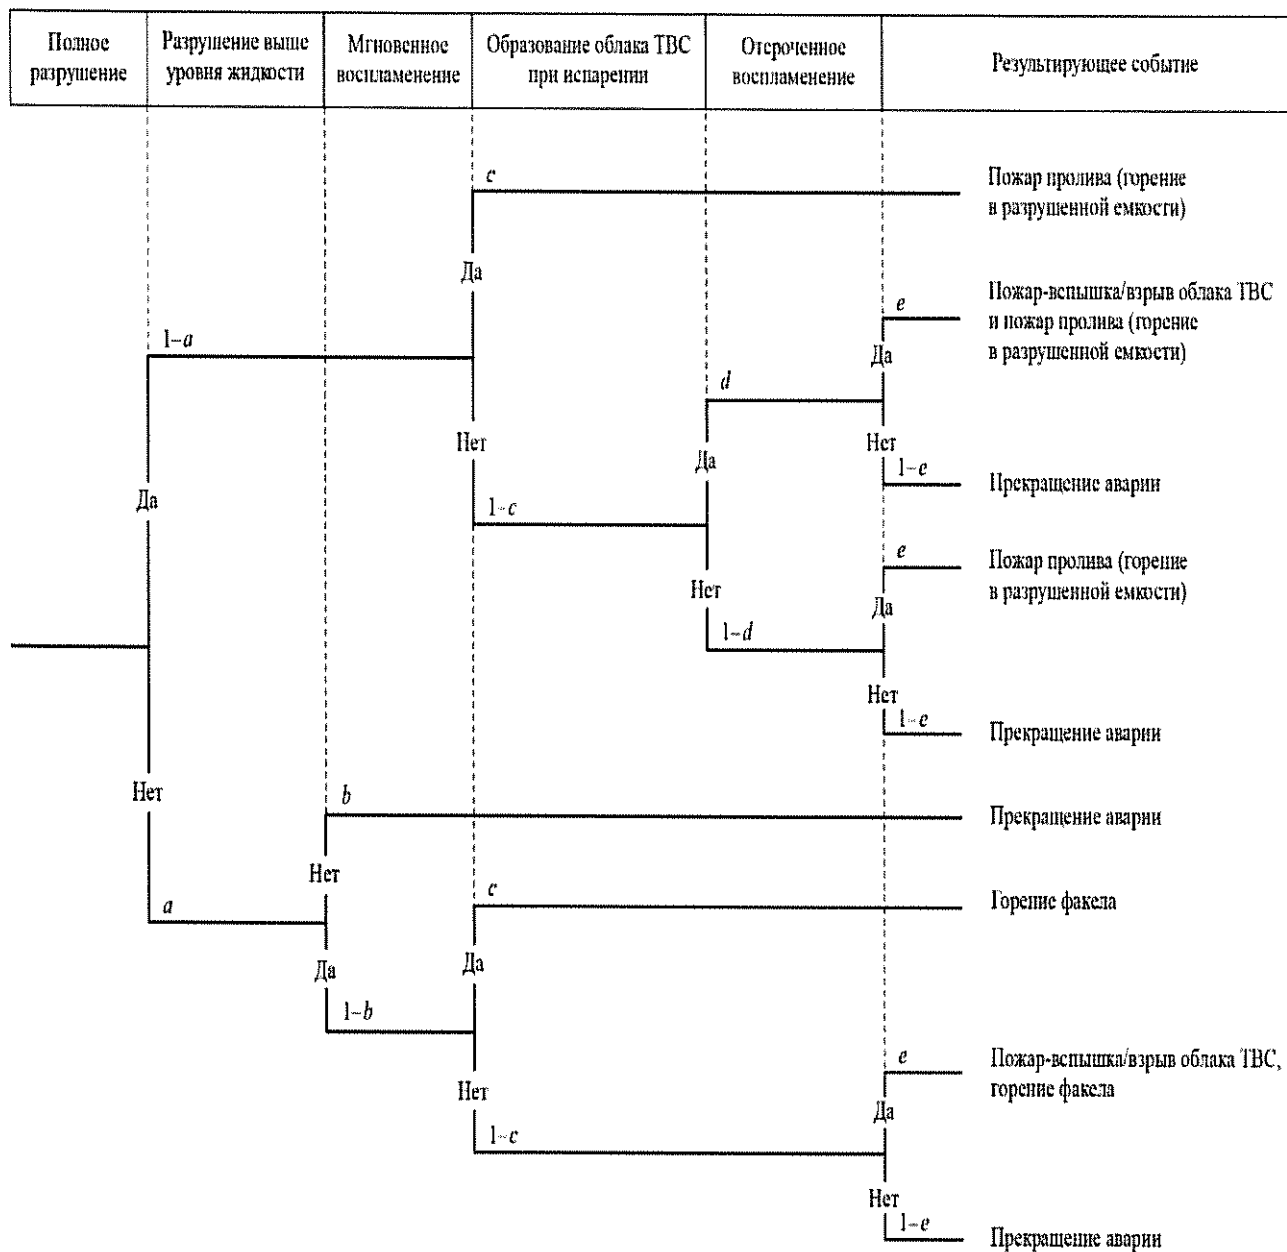 Полное
разрушение
Разрушение выше
уровня жидкости
Мгновенное
воспламенение
Образование облака ТВС
при испарении
Отсроченное
воспламенение
Результирующее событие
c
Пожар пролива (горение
в разрушенной емкости)
Да
Пожар-вспышка/взрыв облака ТВС
и пожар пролива (горение
в разрушенной емкости)
e
1–a
Да
d
Нет
Нет
Да
1–e
Прекращение аварии
Да
1–c
e
Пожар пролива (горение
в разрушенной емкости)
Нет
Да
1–d
Нет
1–e
Прекращение аварии
Нет
b
Прекращение аварии
Нет
c
Горение факела
a
Да
Да
1–b
e
Пожар-вспышка/взрыв облака ТВС,
горение факела
Нет
Да
1–c
Нет
1–e
Прекращение аварии